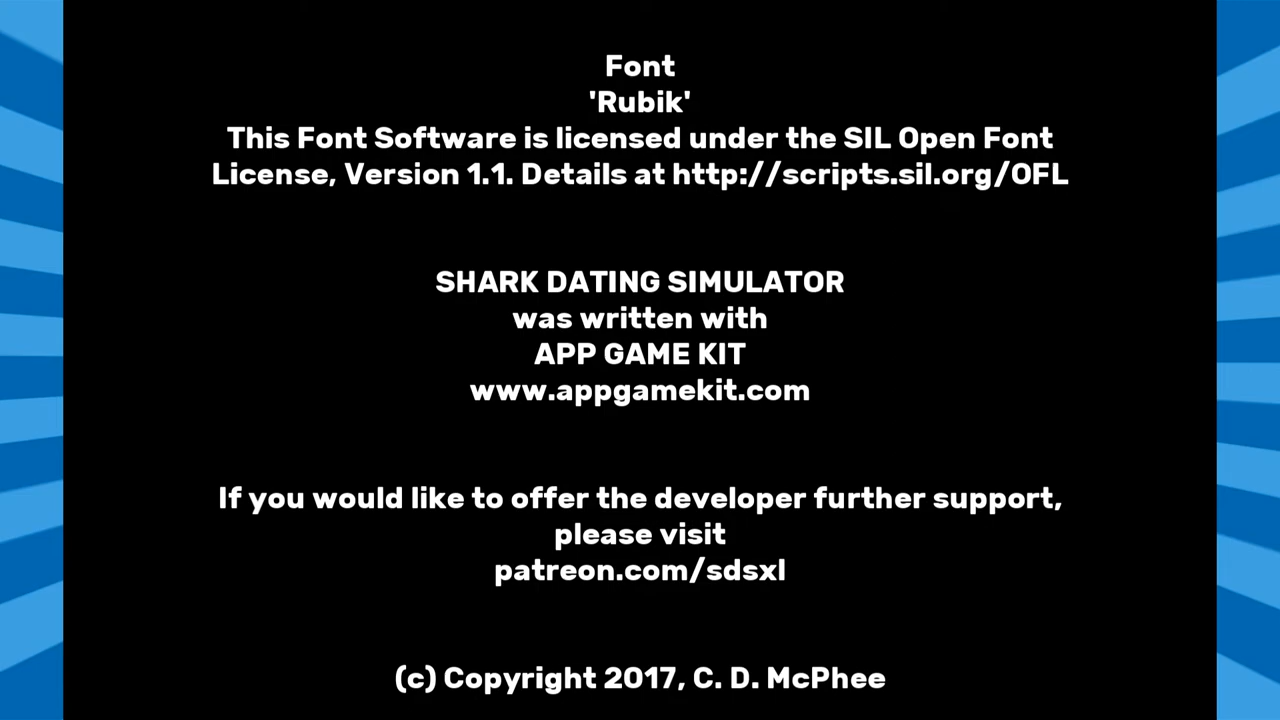 Font
'Rubik'
This Font Software is licensed under the SIL Open Font
License, Version 1.1. Details at http://scripts.sil.org/OFL
SHARK DATING SIMULATOR
was written with
APP GAME KIT
www.appgamekit.com
If you would like to offer the developer further support,
please visit
patreon.com/sdsxl
(c) Copyright 2017, C. D. McPhee